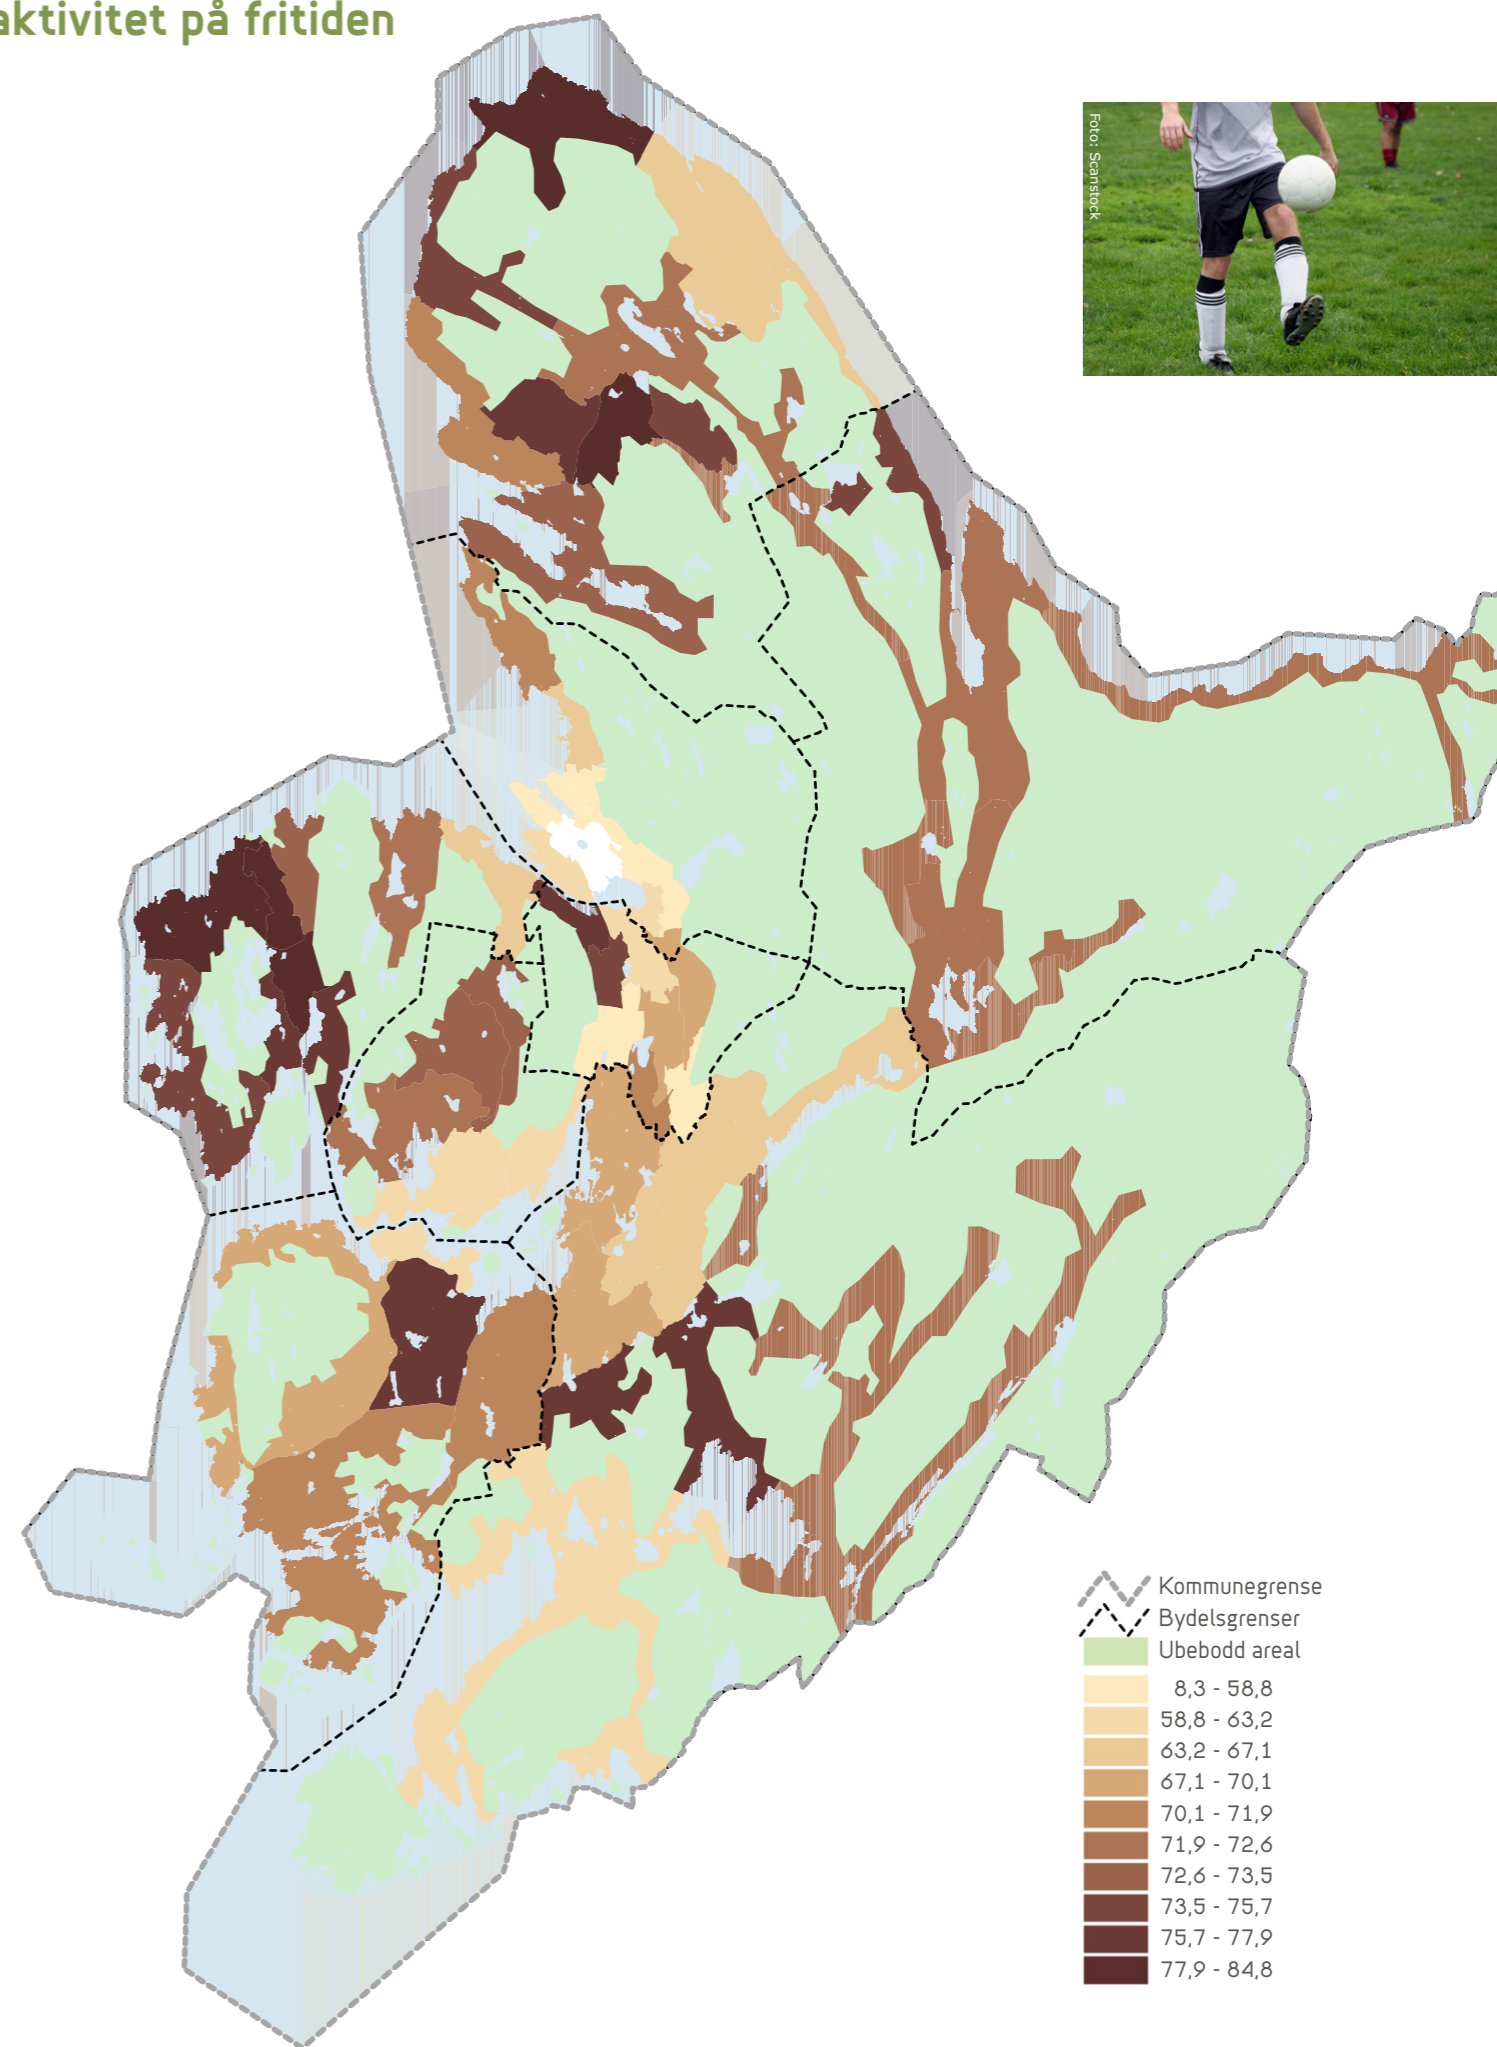 aktivitet på fritiden
Foto: Scanstock
Kommunegrense
Bydelsgrenser
Ubebodd areal
8,3 - 58,8
58,8 - 63,2
63,2 - 67,1
67,1 - 70,1
70,1 - 71,9
71,9 - 72,6
72,6 - 73,5
73,5 - 75,7
75,7 - 77,9
77,9 - 84,8